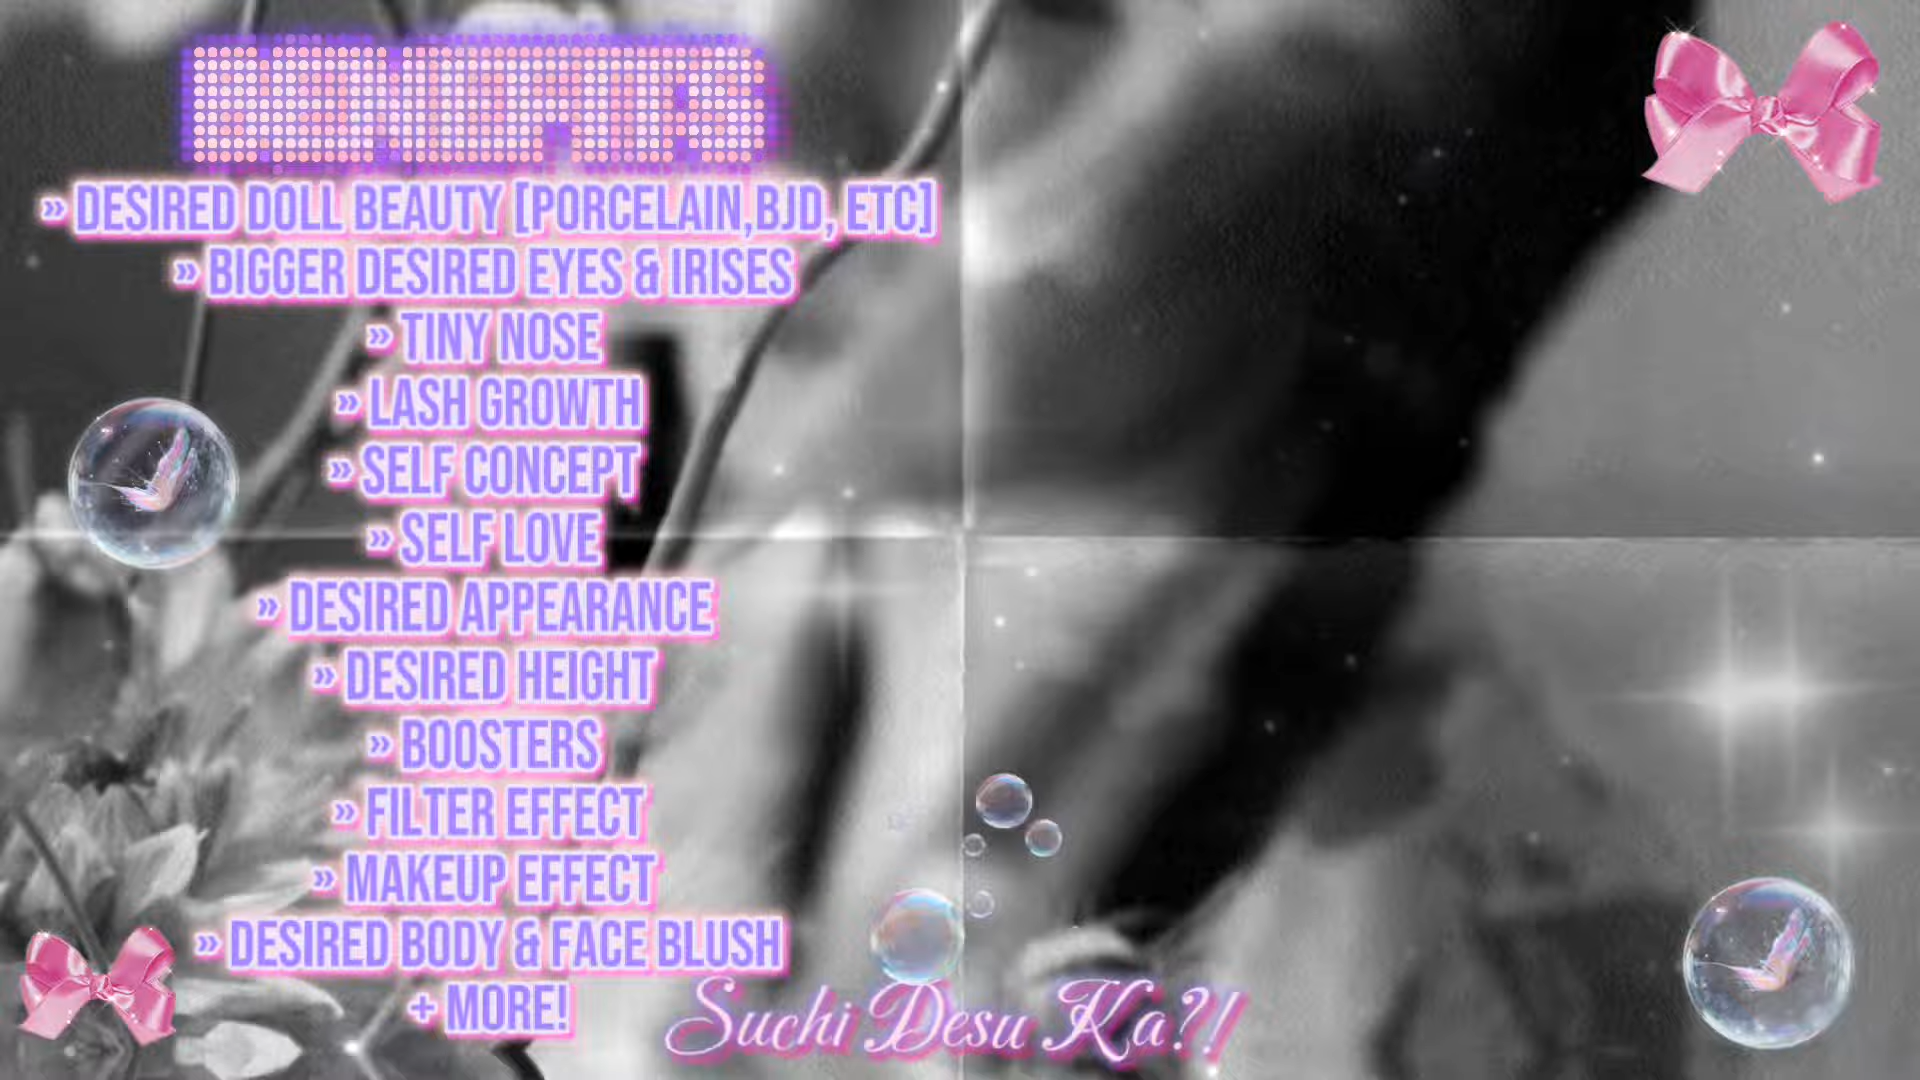 » DESIRED DOLL BEAUTY [PORCELAIN,BJD, ETC]
» BIGGER DESIRED EYES & IRISES
» TINY NOSE
» LASH GROWTH
» SELF CONCEPT
» SELF LOVE
» DESIRED APPEARANCE
» DESIRED HEIGHT
» BOOSTERS
» FILTER EFFECT
» MAKEUP EFFECT
» DESIRED BODY & FACE BLUSH
+ MORE!
Suchi Desu Ka?!